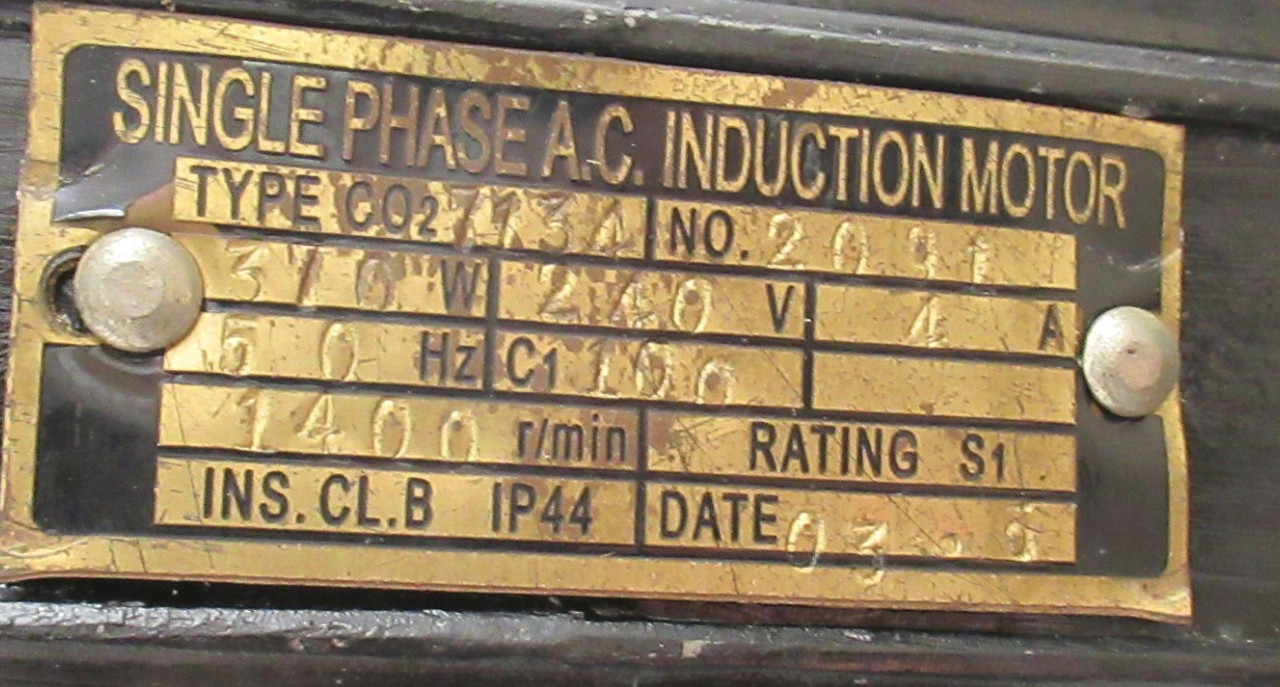 SINGLE PHASE A.C. INDUCTION MOTOR
TYPE CO2 7134 NO.
370 W 240 V 4 A
50 Hz C1 100
1400 r/min RATING S1
INS. CL.B IP44 DATE